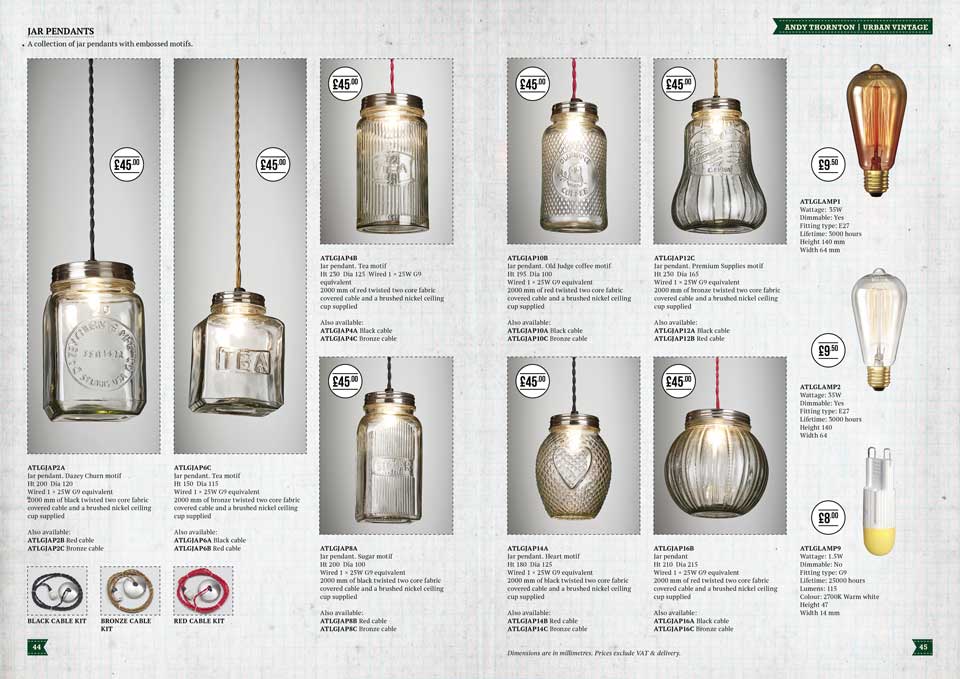 JAR PENDANTS
A collection of jar pendants with embossed motifs.
ANDY THORNTON | URBAN VINTAGE
£45.00
£45.00
£45.00
TEA
ATLGJAP2A
Jar pendant. Dazey Churn motif
Ht 200 Dia 120
Wired 1 × 25W G9 equivalent
2000 mm of black twisted two core fabric
covered cable and a brushed nickel ceiling
cup supplied
Also available:
ATLGJAP2B Red cable
ATLGJAP2C Bronze cable
ATLGJAP6C
Jar pendant. Tea motif
Ht 150 Dia 115
Wired 1 × 25W G9 equivalent
2000 mm of bronze twisted two core fabric
covered cable and a brushed nickel ceiling
cup supplied
Also available:
ATLGJAP6A Black cable
ATLGJAP6B Red cable
BLACK CABLE KIT
BRONZE CABLE
KIT
RED CABLE KIT
ATLGJAP4B
Jar pendant. Tea motif
Ht 230 Dia 125 Wired 1 × 25W G9
equivalent
2000 mm of red twisted two core fabric
covered cable and a brushed nickel ceiling
cup supplied
Also available:
ATLGJAP4A Black cable
ATLGJAP4C Bronze cable
£45.00
ATLGJAP8A
Jar pendant. Sugar motif
Ht 200 Dia 100
Wired 1 × 25W G9 equivalent
2000 mm of black twisted two core fabric
covered cable and a brushed nickel ceiling
cup supplied
Also available:
ATLGJAP8B Red cable
ATLGJAP8C Bronze cable
44
£45.00
COFFEE
ATLGJAP10B
Jar pendant. Old Judge coffee motif
Ht 195 Dia 100
Wired 1 × 25W G9 equivalent
2000 mm of red twisted two core fabric
covered cable and a brushed nickel ceiling
cup supplied
Also available:
ATLGJAP10A Black cable
ATLGJAP10C Bronze cable
£45.00
ATLGJAP12C
Jar pendant. Premium Supplies motif
Ht 230 Dia 165
Wired 1 × 25W G9 equivalent
2000 mm of bronze twisted two core fabric
covered cable and a brushed nickel ceiling
cup supplied
Also available:
ATLGJAP12A Black cable
ATLGJAP12B Red cable
£45.00
ATLGJAP14A
Jar pendant. Heart motif
Ht 180 Dia 125
Wired 1 × 25W G9 equivalent
2000 mm of black twisted two core fabric
covered cable and a brushed nickel ceiling
cup supplied
Also available:
ATLGJAP14B Red cable
ATLGJAP14C Bronze cable
£45.00
ATLGJAP16B
Jar pendant
Ht 210 Dia 215
Wired 1 × 25W G9 equivalent
2000 mm of red twisted two core fabric
covered cable and a brushed nickel ceiling
cup supplied
Also available:
ATLGJAP16A Black cable
ATLGJAP16C Bronze cable
£9.50
ATLGLAMP1
Wattage: 35W
Dimmable: Yes
Fitting type: E27
Lifetime: 3000 hours
Height 140 mm
Width 64 mm
£9.50
ATLGLAMP2
Wattage: 35W
Dimmable: Yes
Fitting type: E27
Lifetime: 3000 hours
Height 140
Width 64
£8.00
ATLGLAMP9
Wattage: 1.5W
Dimmable: No
Fitting type: G9
Lifetime: 25000 hours
Lumens: 115
Colour: 2700K Warm white
Height 47
Width 14 mm
Dimensions are in millimetres. Prices exclude VAT & delivery.
45